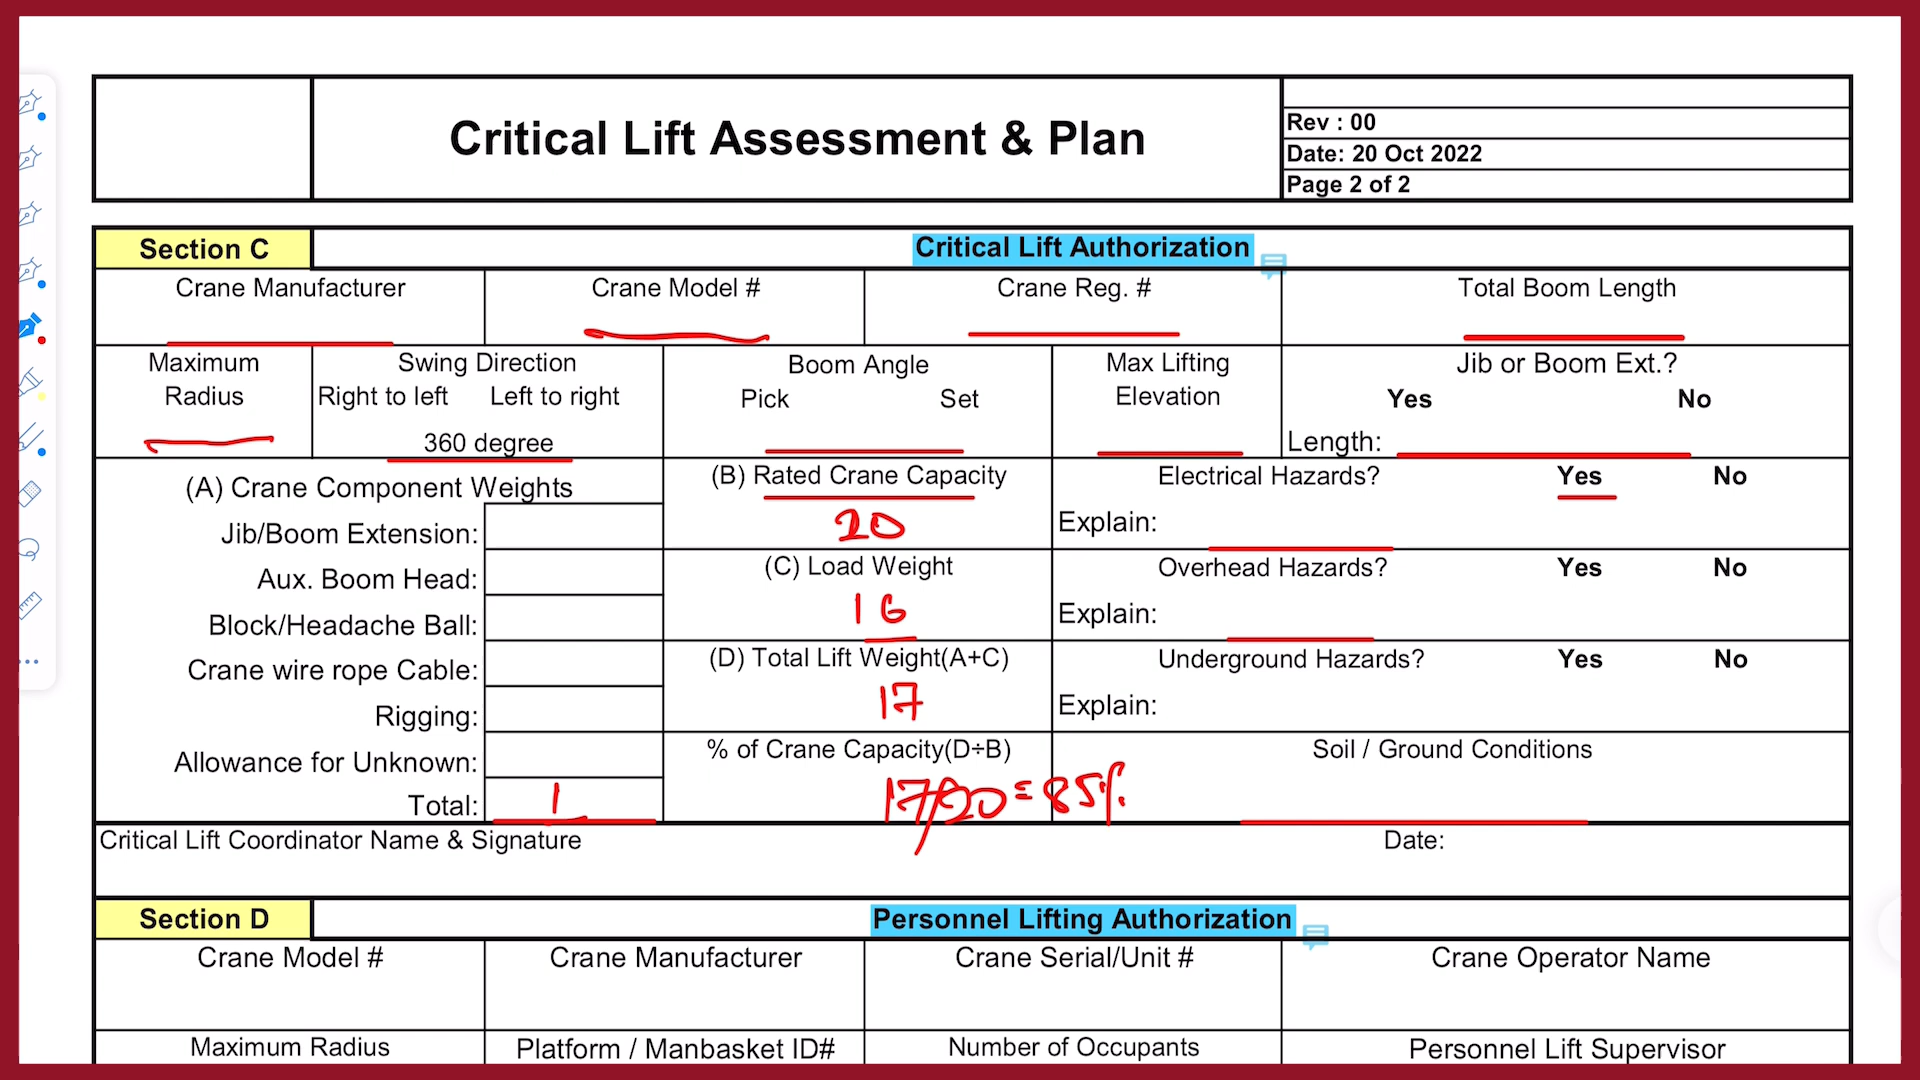 Critical Lift Assessment & Plan
Rev : 00
Date: 20 Oct 2022
Page 2 of 2
Section C
Critical Lift Authorization
Crane Manufacturer
Crane Model #
Crane Reg. #
Total Boom Length
Maximum
Radius
Swing Direction
Right to left Left to right
360 degree
Boom Angle
Pick Set
Max Lifting
Elevation
Jib or Boom Ext.?
Yes No
Length:
(A) Crane Component Weights
Jib/Boom Extension:
Aux. Boom Head:
Block/Headache Ball:
Crane wire rope Cable:
Rigging:
Allowance for Unknown:
Total: 1
(B) Rated Crane Capacity
20
(C) Load Weight
16
(D) Total Lift Weight(A+C)
17
% of Crane Capacity(D÷B)
17/20=85%
Electrical Hazards? Yes No
Explain:
Overhead Hazards? Yes No
Explain:
Underground Hazards? Yes No
Explain:
Soil / Ground Conditions
Critical Lift Coordinator Name & Signature
Date:
Section D
Personnel Lifting Authorization
Crane Model #
Crane Manufacturer
Crane Serial/Unit #
Crane Operator Name
Maximum Radius
Platform / Manbasket ID#
Number of Occupants
Personnel Lift Supervisor